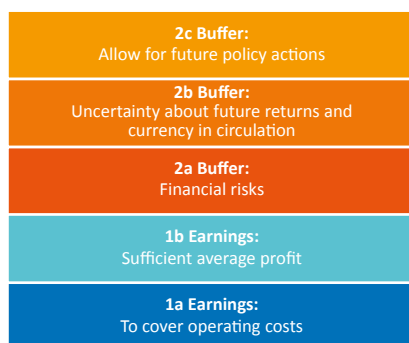 2c Buffer:
Allow for future policy actions
2b Buffer:
Uncertainty about future returns and
currency in circulation
2a Buffer:
Financial risks
1b Earnings:
Sufficient average profit
1a Earnings:
To cover operating costs